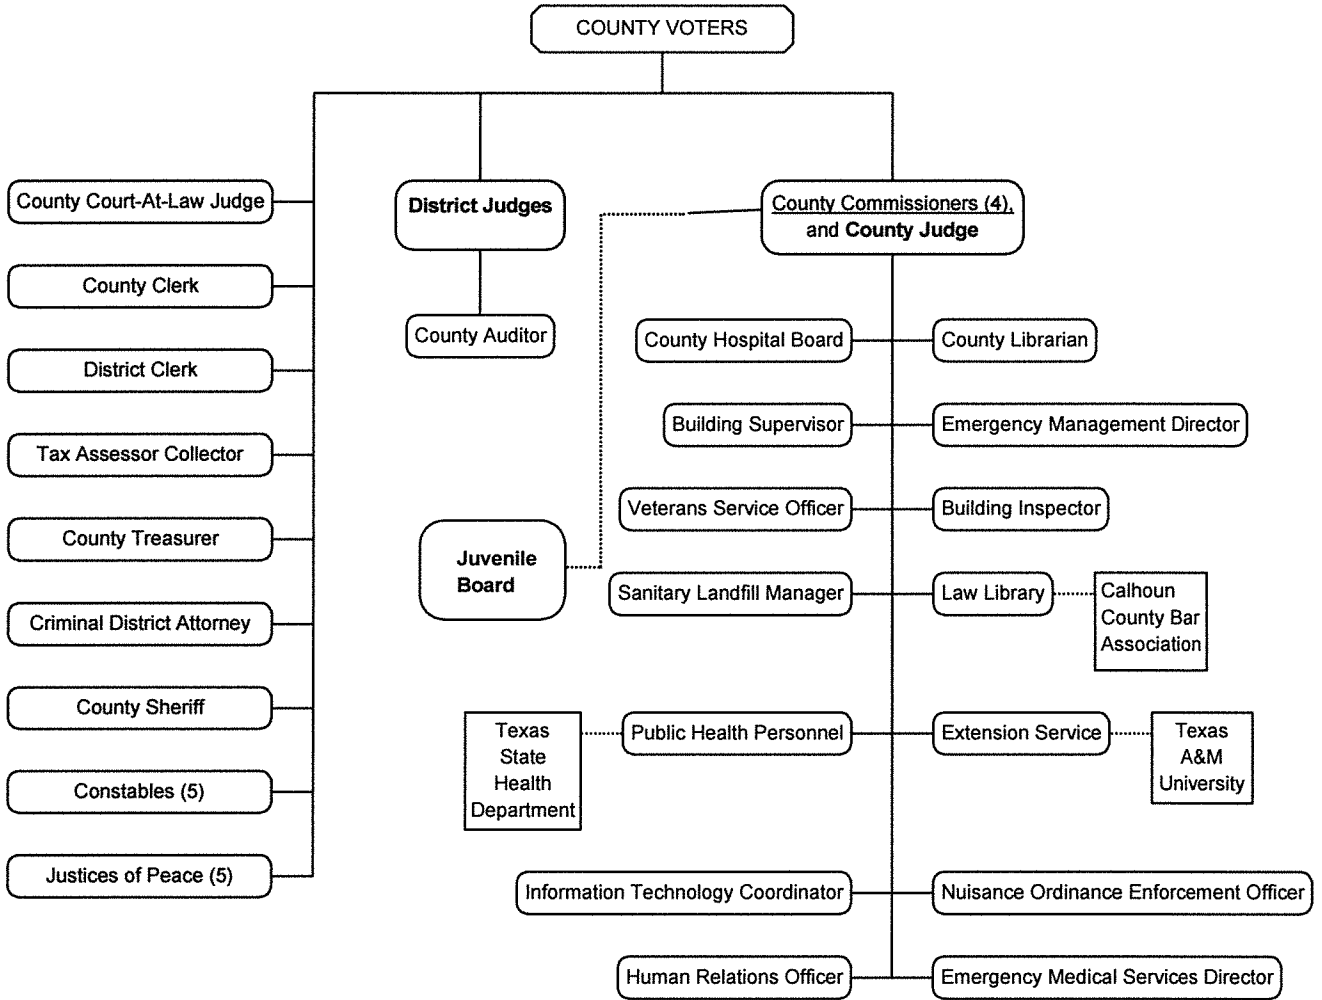 COUNTY VOTERS
County Court-At-Law Judge
County Clerk
District Clerk
Tax Assessor Collector
County Treasurer
Criminal District Attorney
County Sheriff
Constables (5)
Justices of Peace (5)
District Judges
County Auditor
Juvenile
Board
County Commissioners (4),
and County Judge
County Hospital Board
County Librarian
Building Supervisor
Emergency Management Director
Veterans Service Officer
Building Inspector
Sanitary Landfill Manager
Law Library
Calhoun
County Bar
Association
Texas
State
Health
Department
Public Health Personnel
Extension Service
Texas
A&M
University
Information Technology Coordinator
Nuisance Ordinance Enforcement Officer
Human Relations Officer
Emergency Medical Services Director